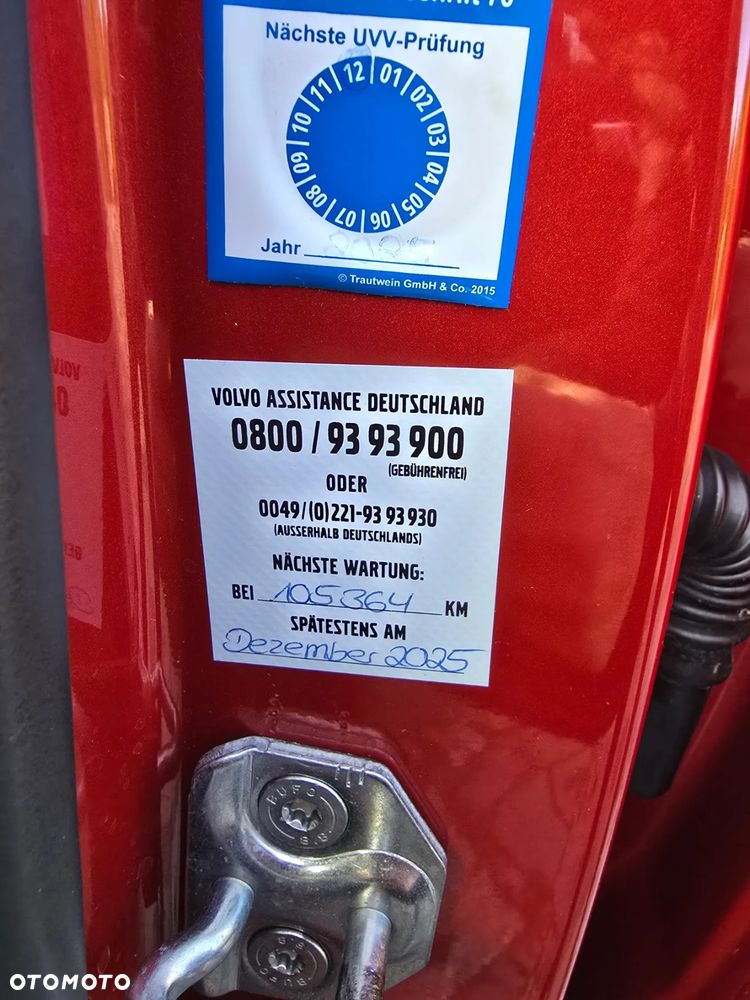 Nächste UVV-Prüfung
12 01 02 03 04 05 06 07 08 09 10 11
Jahr
© Trautwein GmbH & Co. 2015
VOLVO ASSISTANCE DEUTSCHLAND
0800 / 93 93 900
(GEBÜHRENFREI)
ODER
0049/(0)221-93 93 930
(AUSSERHALB DEUTSCHLANDS)
NÄCHSTE WARTUNG:
BEI 105364 KM
SPÄTESTENS AM
Dezember 2025
BUFO
OTOMOTO